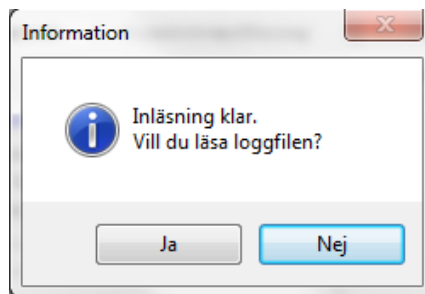 Information
Inläsning klar.
Vill du läsa loggfilen?
Ja
Nej